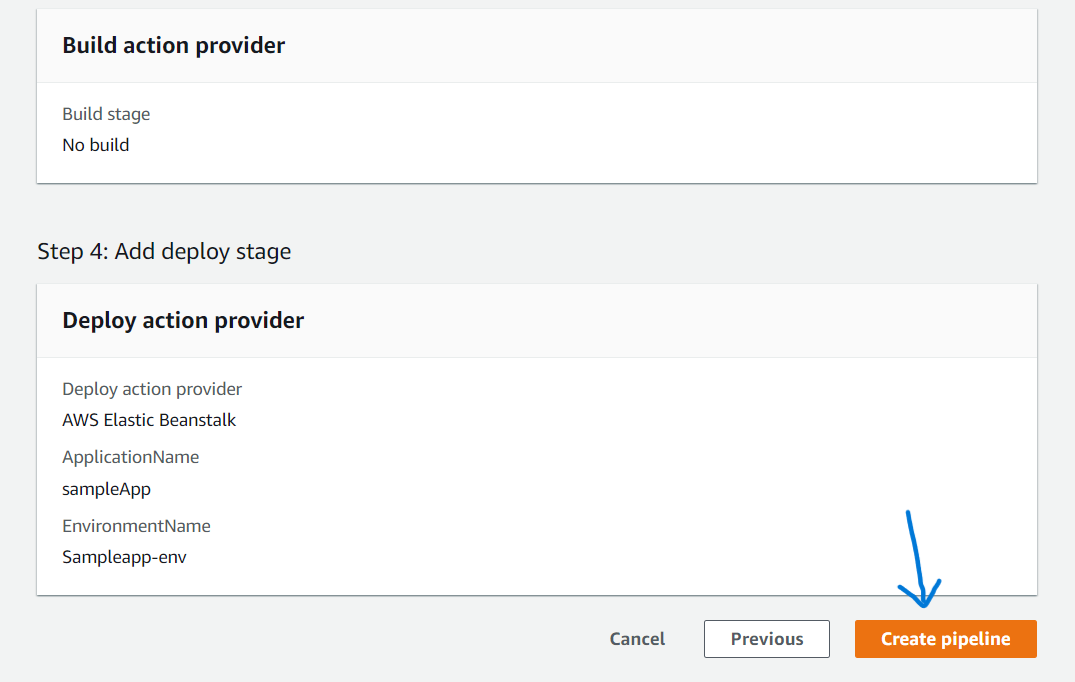 Build action provider
Build stage
No build
Step 4: Add deploy stage
Deploy action provider
Deploy action provider
AWS Elastic Beanstalk
ApplicationName
sampleApp
EnvironmentName
Sampleapp-env
Cancel Previous Create pipeline